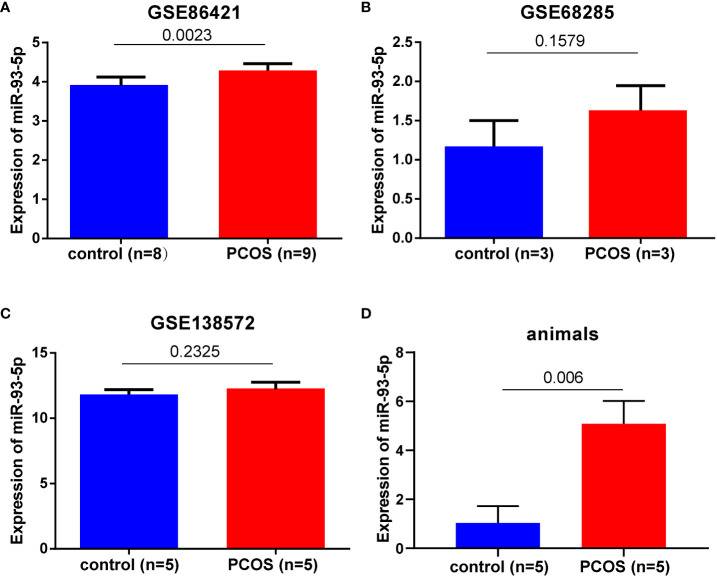 A
GSE86421
0.0023
Expression of miR-93-5p
5
4
3
2
1
0
control (n=8）
PCOS (n=9)
B
GSE68285
0.1579
Expression of miR-93-5p
2.5
2.0
1.5
1.0
0.5
0.0
control (n=3)
PCOS (n=3)
C
GSE138572
0.2325
Expression of miR-93-5p
15
10
5
0
control (n=5)
PCOS (n=5)
D
animals
0.006
Expression of miR-93-5p
8
6
4
2
0
control (n=5)
PCOS (n=5)